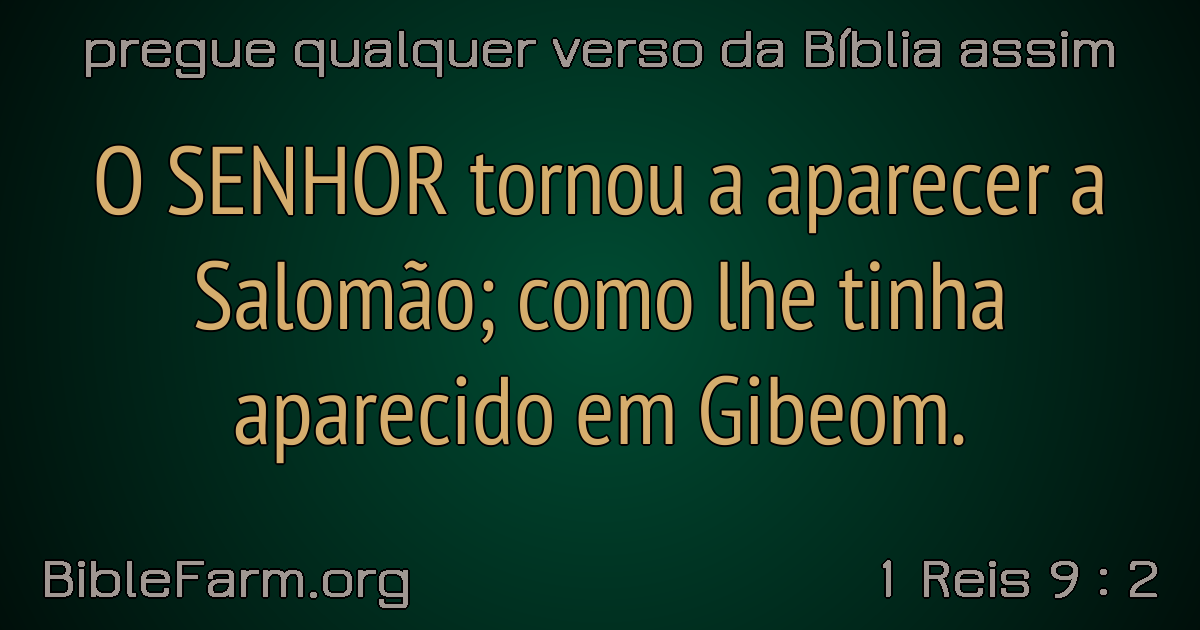 pregue qualquer verso da Bíblia assim
O SENHOR tornou a aparecer a
Salomão; como lhe tinha
aparecido em Gibeom.
BibleFarm.org
1 Reis 9 : 2